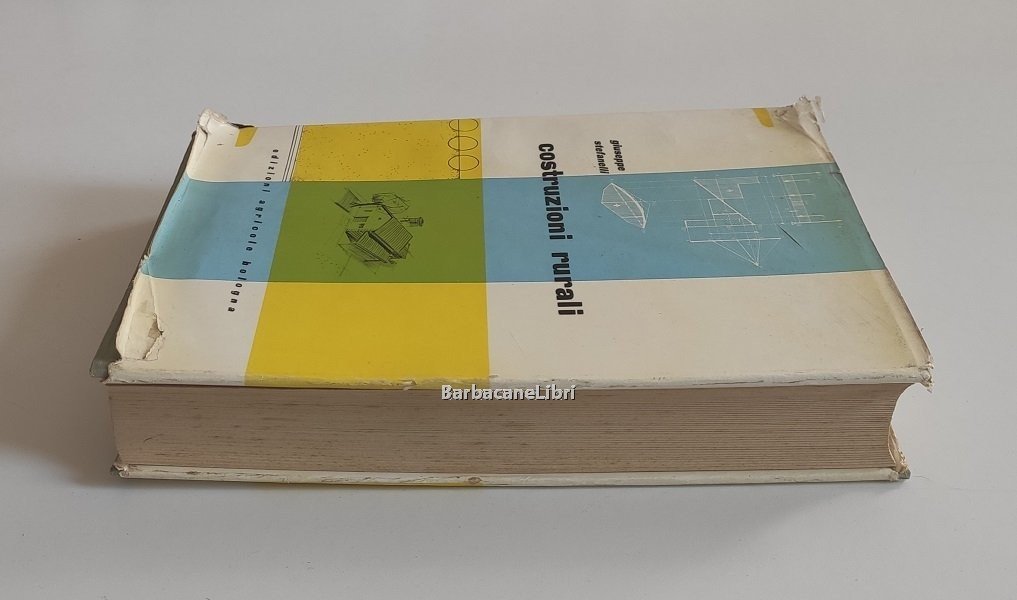 giuseppe
stefanelli
costruzioni rurali
edizioni agricole bologna
BarbacaneLibri